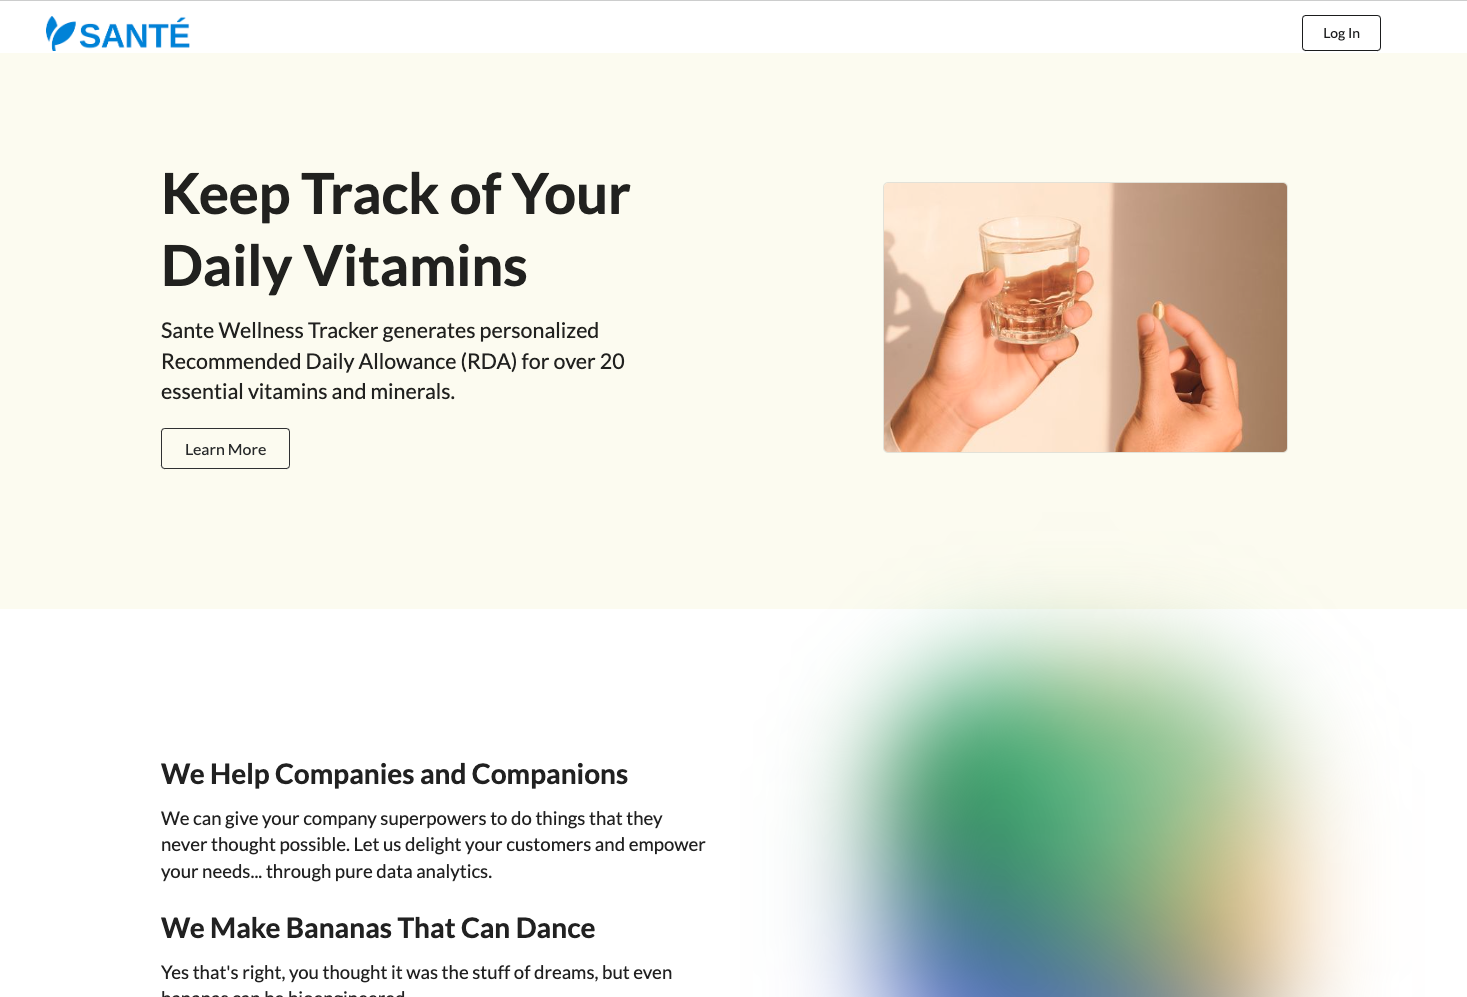 SANTÉ
Log In
Keep Track of Your
Daily Vitamins
Sante Wellness Tracker generates personalized
Recommended Daily Allowance (RDA) for over 20
essential vitamins and minerals.
Learn More
We Help Companies and Companions
We can give your company superpowers to do things that they
never thought possible. Let us delight your customers and empower
your needs... through pure data analytics.
We Make Bananas That Can Dance
Yes that's right, you thought it was the stuff of dreams, but even
bananas can be bioengineered.